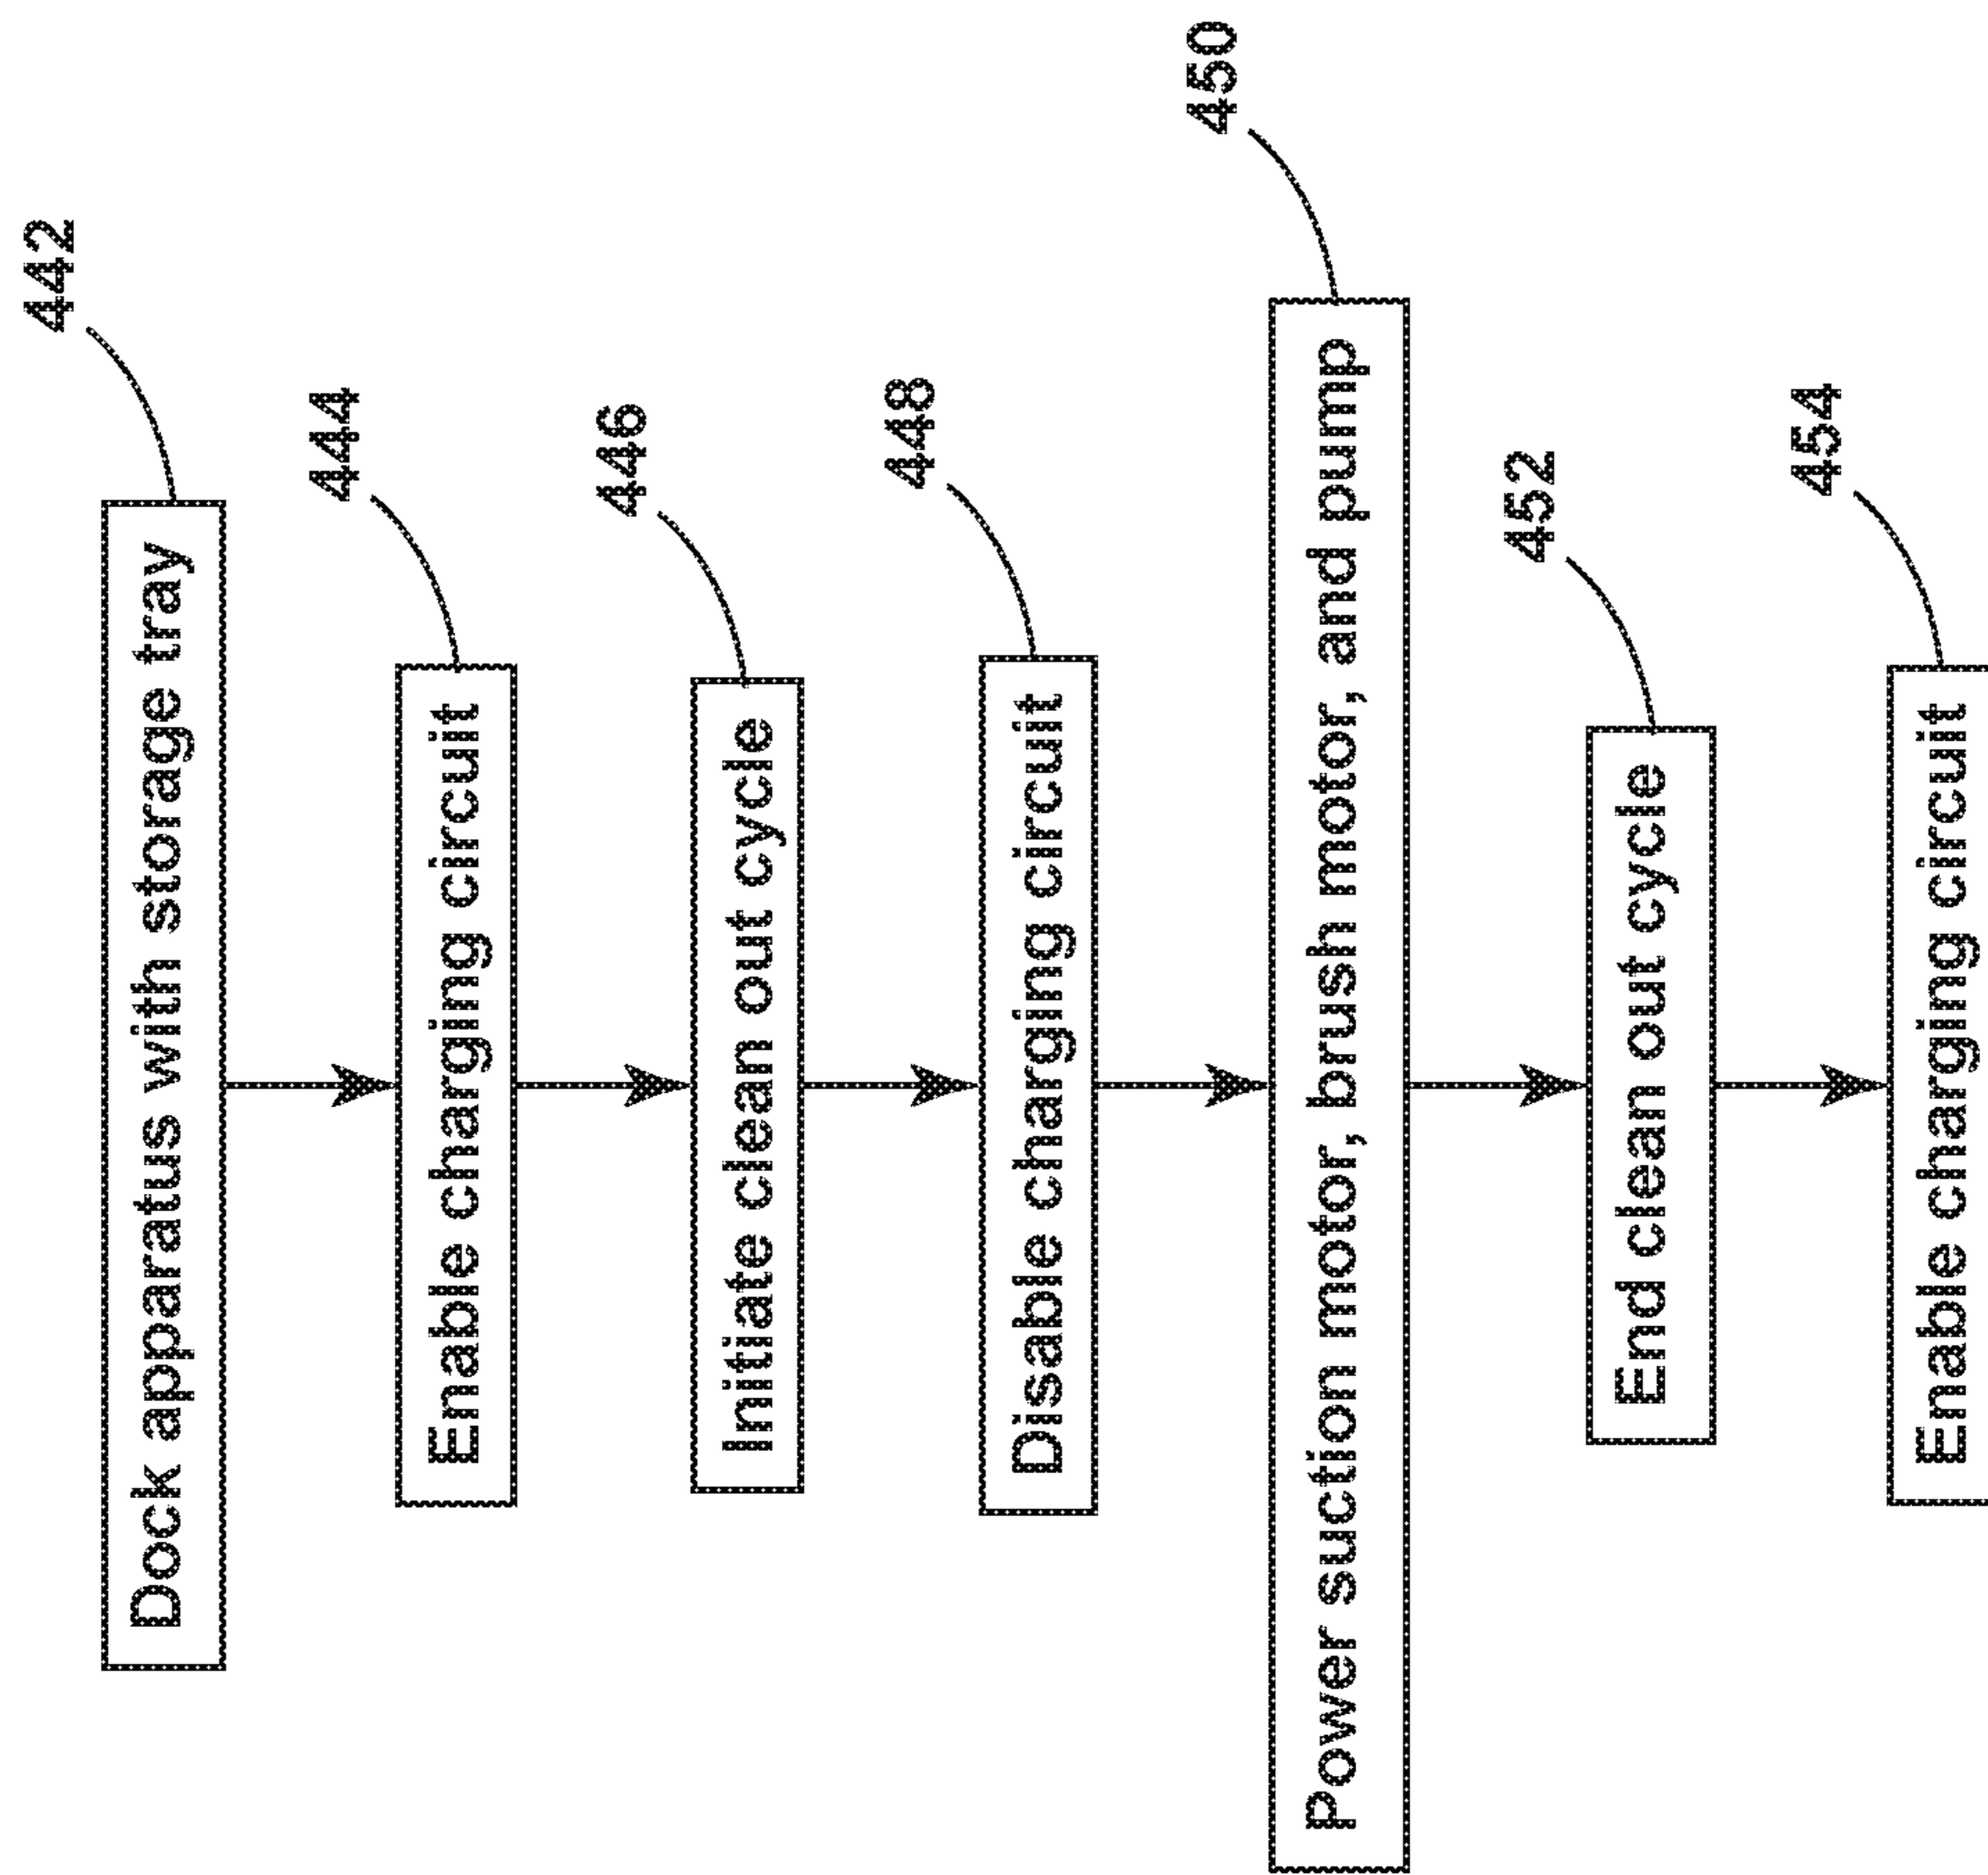 442
Dock apparatus with storage tray
444
Enable charging circuit
446
Initiate clean out cycle
448
Disable charging circuit
450
Power suction motor, brush motor, and pump
452
End clean out cycle
454
Enable charging circuit